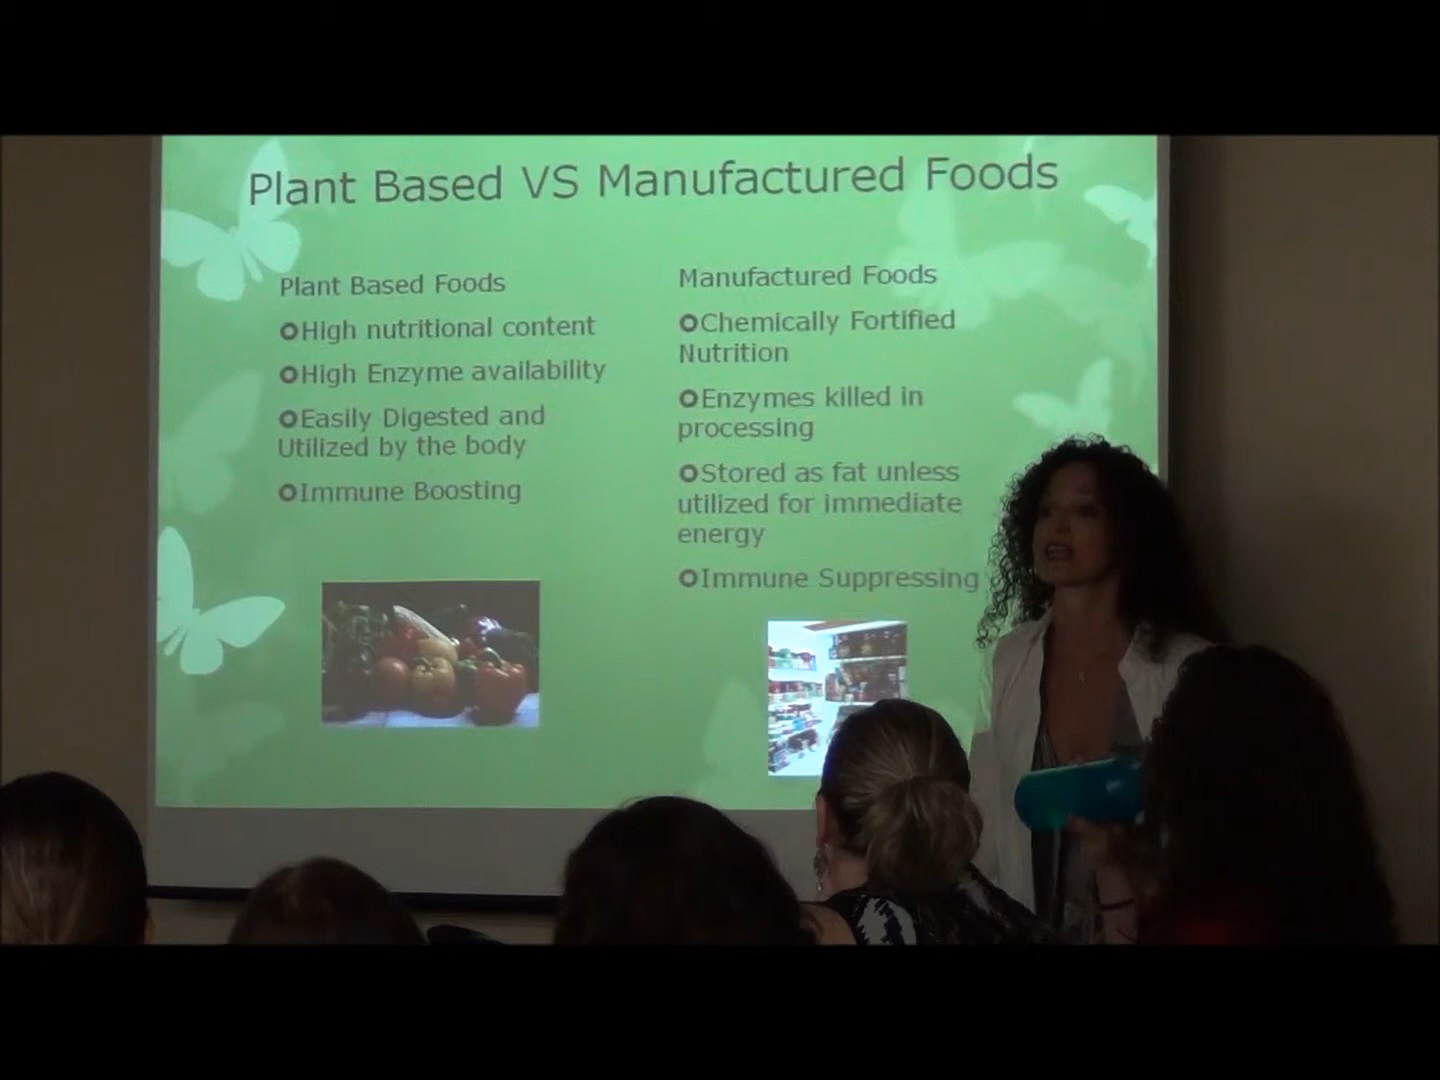 Plant Based VS Manufactured Foods
Plant Based Foods
High nutritional content
High Enzyme availability
Easily Digested and
Utilized by the body
Immune Boosting
Manufactured Foods
Chemically Fortified
Nutrition
Enzymes killed in
processing
Stored as fat unless
utilized for immediate
energy
Immune Suppressing